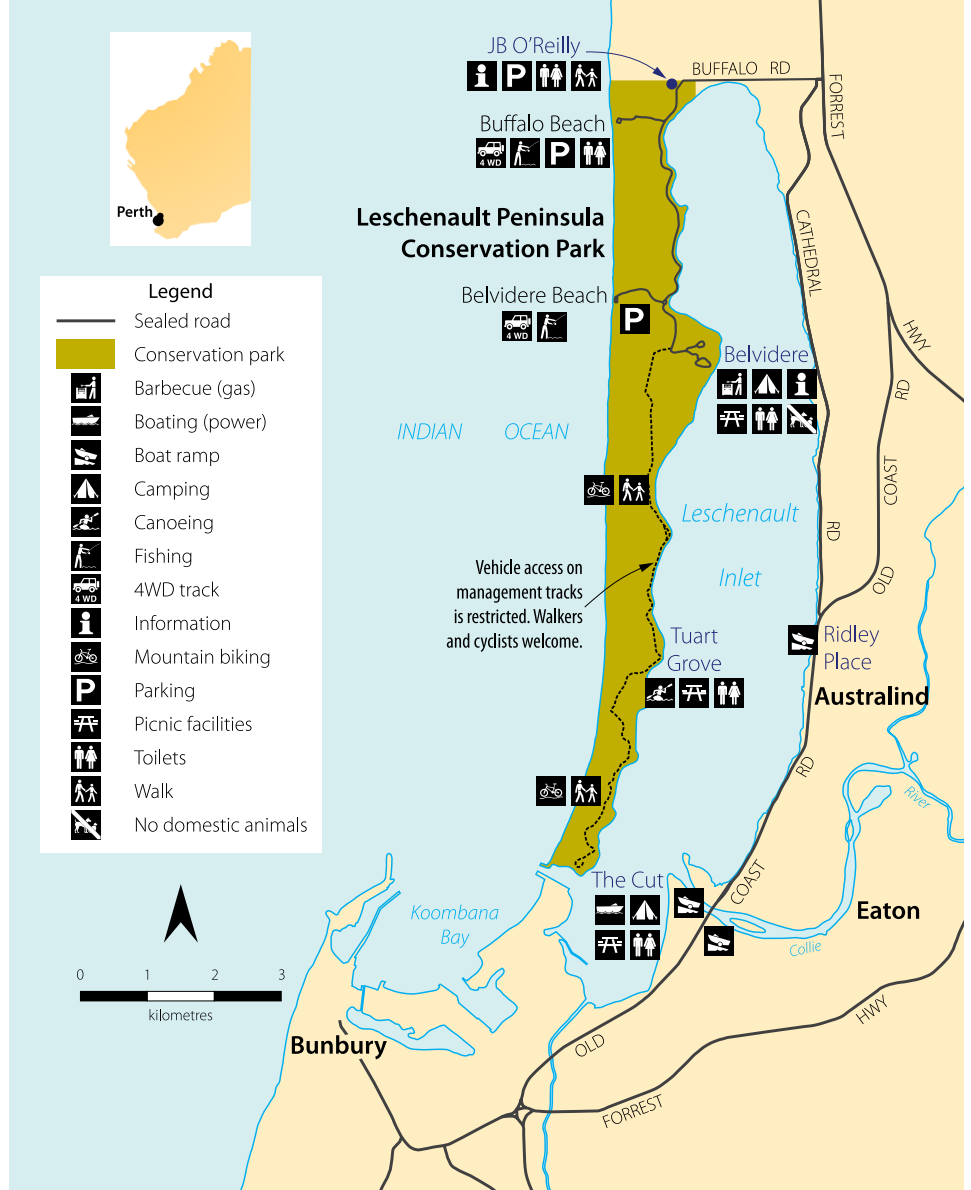 JB O'Reilly
i P
BUFFALO RD
FORREST
HWY
Buffalo Beach
4 WD P
Perth
Leschenault Peninsula
Conservation Park
CATHEDRAL
RD
Belvidere Beach
4 WD
P
Belvidere
i
Legend
Sealed road
Conservation park
Barbecue (gas)
Boating (power)
Boat ramp
Camping
Canoeing
Fishing
4 WD
4WD track
i
Information
Mountain biking
P
Parking
Picnic facilities
Toilets
Walk
No domestic animals
INDIAN OCEAN
OLD
COAST
RD
Leschenault
Inlet
Vehicle access on
management tracks
is restricted. Walkers
and cyclists welcome.
Tuart
Grove
Ridley
Place
Australind
River
The Cut
OLD
COAST
RD
Eaton
Collie
Koombana
Bay
0 1 2 3
kilometres
Bunbury
FORREST
HWY